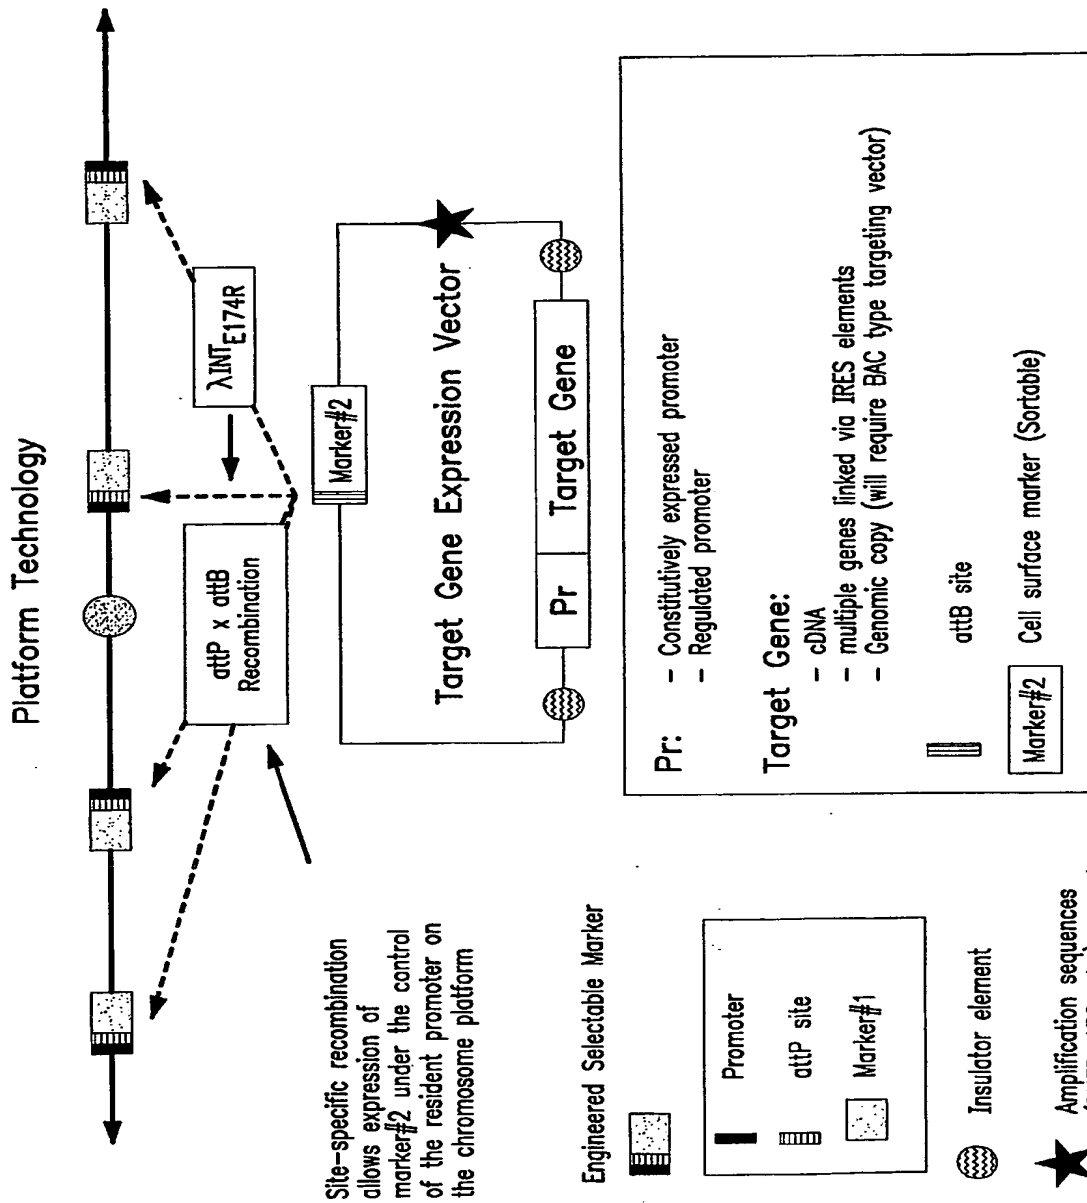 Platform Technology
attP x attB
Recombination
λINT E174R
Site-specific recombination
allows expression of
marker#2 under the control
of the resident promoter on
the chromosome platform
Marker#2
Target Gene Expression Vector
Pr
Target Gene
Engineered Selectable Marker
Promoter
attP site
Marker#1
Insulator element
Amplification sequences
Pr:
- Constitutively expressed promoter
- Regulated promoter
Target Gene:
- cDNA
- multiple genes linked via IRES elements
- Genomic copy (will require BAC type targeting vector)
attB site
Marker#2
Cell surface marker (Sortable)